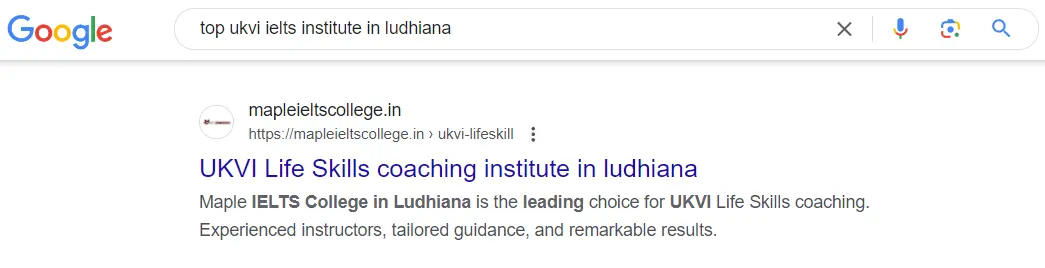 Google
top ukvi ielts institute in ludhiana
mapleieltscollege.in
https://mapleieltscollege.in › ukvi-lifeskill
UKVI Life Skills coaching institute in ludhiana
Maple IELTS College in Ludhiana is the leading choice for UKVI Life Skills coaching.
Experienced instructors, tailored guidance, and remarkable results.